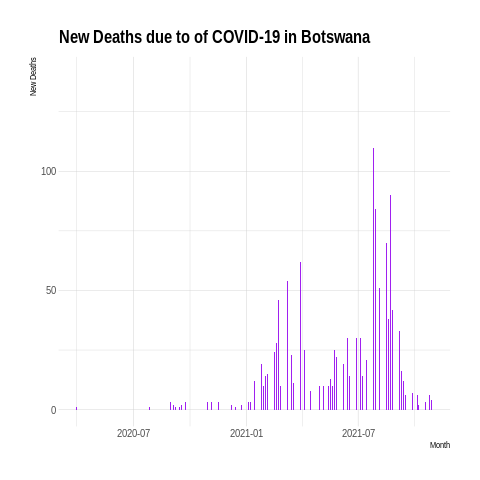 New Deaths due to of COVID-19 in Botswana
New Deaths
100
50
0
2020-07
2021-01
2021-07
Month